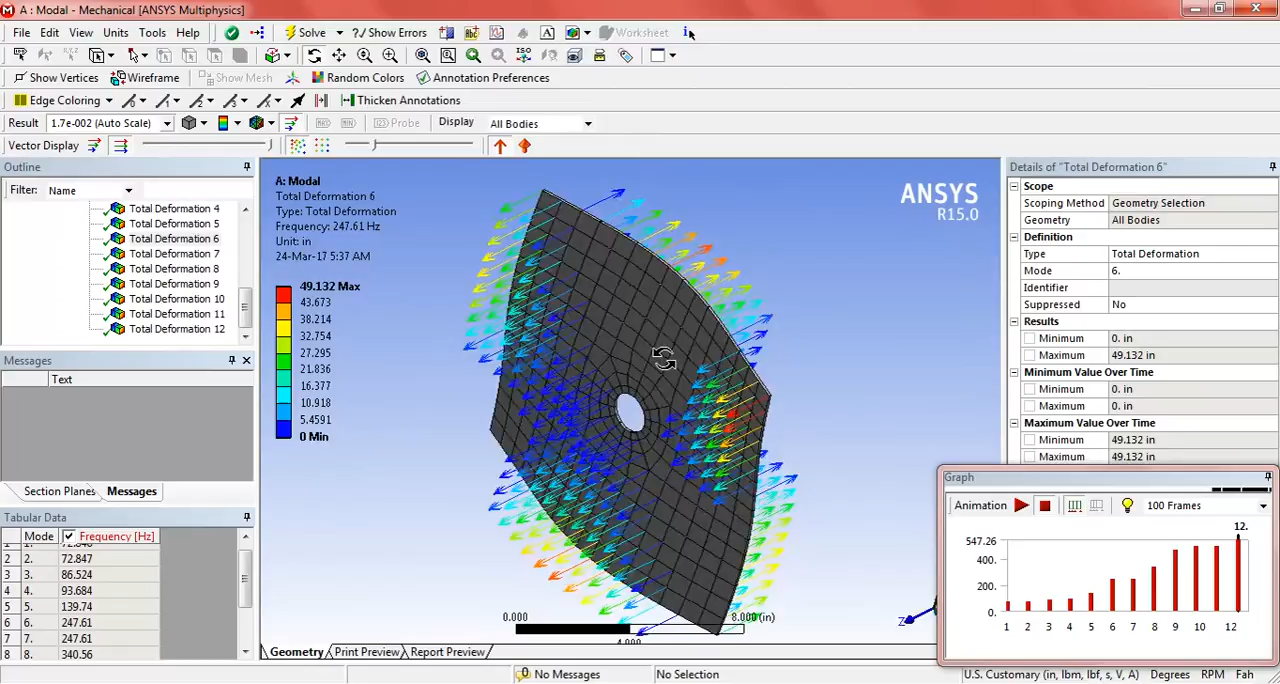 A : Modal - Mechanical [ANSYS Multiphysics]
File Edit View Units Tools Help Solve ?/ Show Errors Worksheet
Show Vertices Wireframe Show Mesh Random Colors Annotation Preferences
Edge Coloring Thicken Annotations
Result 1.7e-002 (Auto Scale) Probe Display All Bodies
Vector Display
Outline
Filter: Name
Total Deformation 4
Total Deformation 5
Total Deformation 6
Total Deformation 7
Total Deformation 8
Total Deformation 9
Total Deformation 10
Total Deformation 11
Total Deformation 12
Messages
Text
Section Planes Messages
Tabular Data
Mode Frequency [Hz]
2 2. 72.847
3 3. 86.524
4 4. 93.684
5 5. 139.74
6 6. 247.61
7 7. 247.61
8 8. 340.56
A: Modal
Total Deformation 6
Type: Total Deformation
Frequency: 247.61 Hz
Unit: in
24-Mar-17 5:37 AM
49.132 Max
43.673
38.214
32.754
27.295
21.836
16.377
10.918
5.4591
0 Min
ANSYS
R15.0
0.000 8.000 (in)
4.000
Z
Geometry Print Preview Report Preview
Details of "Total Deformation 6"
Scope
Scoping Method Geometry Selection
Geometry All Bodies
Definition
Type Total Deformation
Mode 6.
Identifier
Suppressed No
Results
Minimum 0. in
Maximum 49.132 in
Minimum Value Over Time
Minimum 0. in
Maximum 0. in
Maximum Value Over Time
Minimum 49.132 in
Maximum 49.132 in
Graph
Animation 100 Frames
12.
547.26
400.
200.
0.
1 2 3 4 5 6 7 8 9 10 12
0 No Messages No Selection U.S. Customary (in, lbm, lbf, s, V, A) Degrees RPM Fah